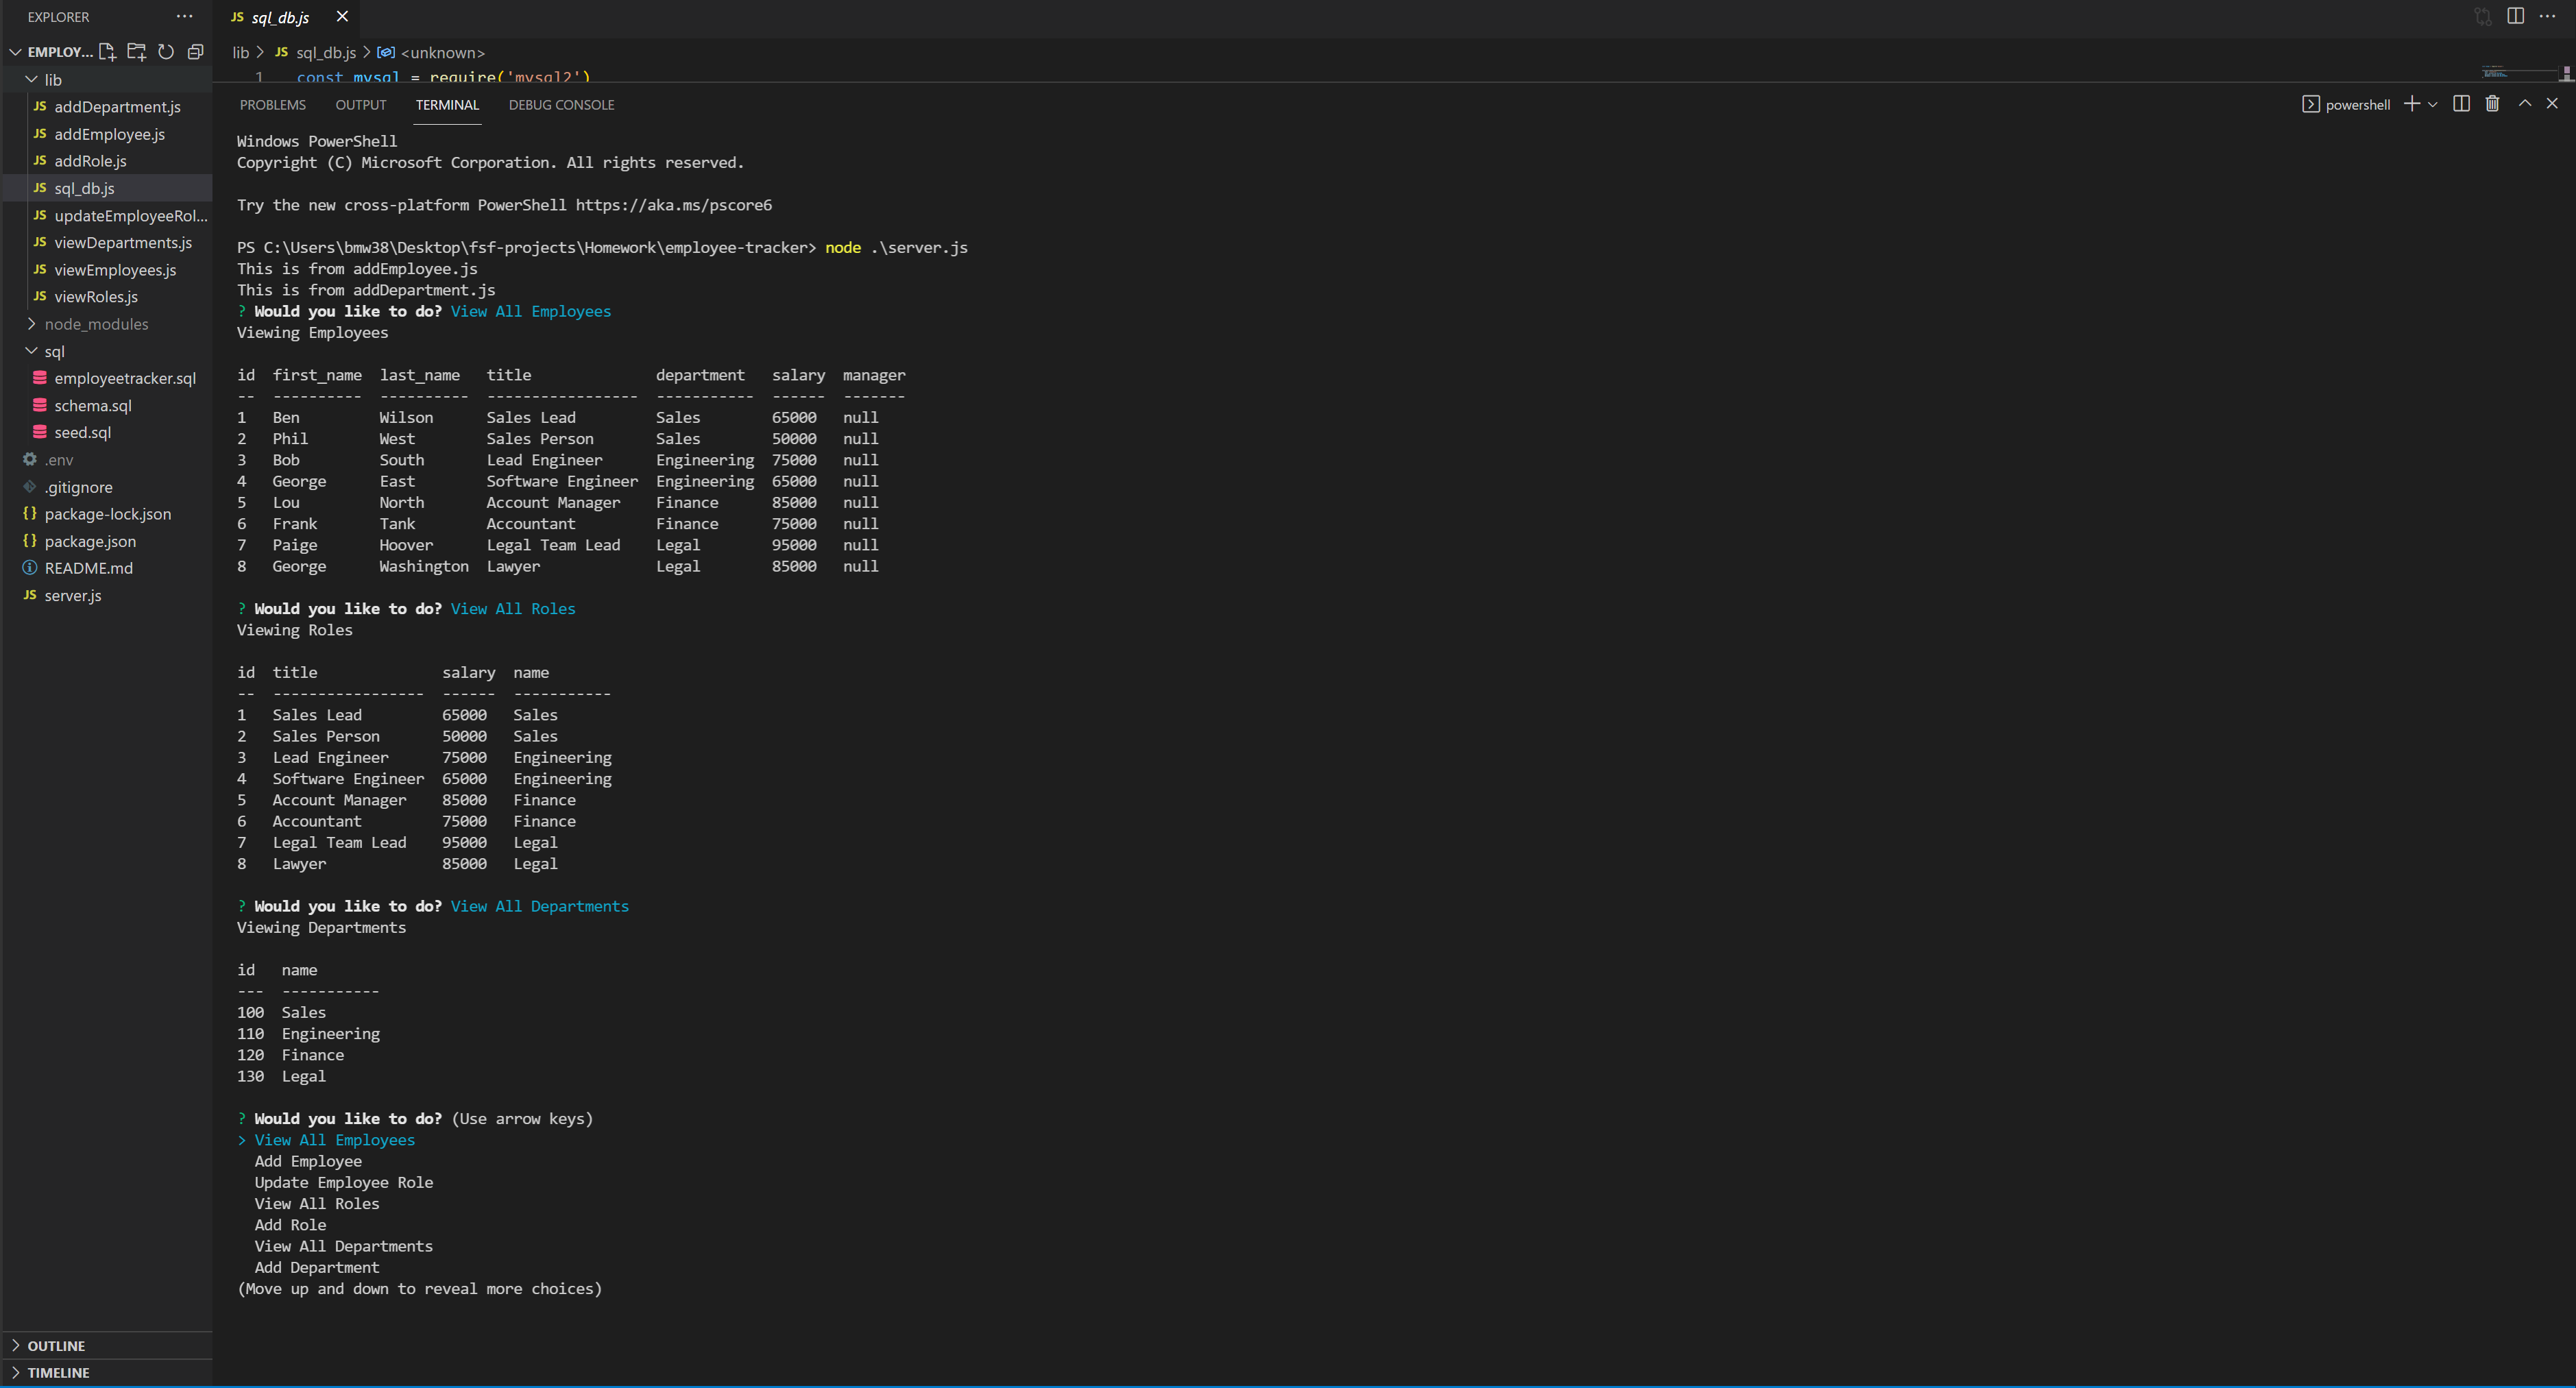 EXPLORER
EMPLOY...
lib
JS addDepartment.js
JS addEmployee.js
JS addRole.js
JS sql_db.js
JS updateEmployeeRol...
JS viewDepartments.js
JS viewEmployees.js
JS viewRoles.js
node_modules
sql
employeetracker.sql
schema.sql
seed.sql
.env
.gitignore
{} package-lock.json
{} package.json
README.md
JS server.js
OUTLINE
TIMELINE
JS sql_db.js
lib > JS sql_db.js > <unknown>
1 const mysql = require('mysql2')
PROBLEMS OUTPUT TERMINAL DEBUG CONSOLE
powershell
Windows PowerShell
Copyright (C) Microsoft Corporation. All rights reserved.
Try the new cross-platform PowerShell https://aka.ms/pscore6
PS C:\Users\bmw38\Desktop\fsf-projects\Homework\employee-tracker> node .\server.js
This is from addEmployee.js
This is from addDepartment.js
? Would you like to do? View All Employees
Viewing Employees
id first_name last_name title department salary manager
-- ---------- ---------- ----------------- ----------- ------ -------
1 Ben Wilson Sales Lead Sales 65000 null
2 Phil West Sales Person Sales 50000 null
3 Bob South Lead Engineer Engineering 75000 null
4 George East Software Engineer Engineering 65000 null
5 Lou North Account Manager Finance 85000 null
6 Frank Tank Accountant Finance 75000 null
7 Paige Hoover Legal Team Lead Legal 95000 null
8 George Washington Lawyer Legal 85000 null
? Would you like to do? View All Roles
Viewing Roles
id title salary name
-- ----------------- ------ -----------
1 Sales Lead 65000 Sales
2 Sales Person 50000 Sales
3 Lead Engineer 75000 Engineering
4 Software Engineer 65000 Engineering
5 Account Manager 85000 Finance
6 Accountant 75000 Finance
7 Legal Team Lead 95000 Legal
8 Lawyer 85000 Legal
? Would you like to do? View All Departments
Viewing Departments
id name
--- -----------
100 Sales
110 Engineering
120 Finance
130 Legal
? Would you like to do? (Use arrow keys)
> View All Employees
Add Employee
Update Employee Role
View All Roles
Add Role
View All Departments
Add Department
(Move up and down to reveal more choices)